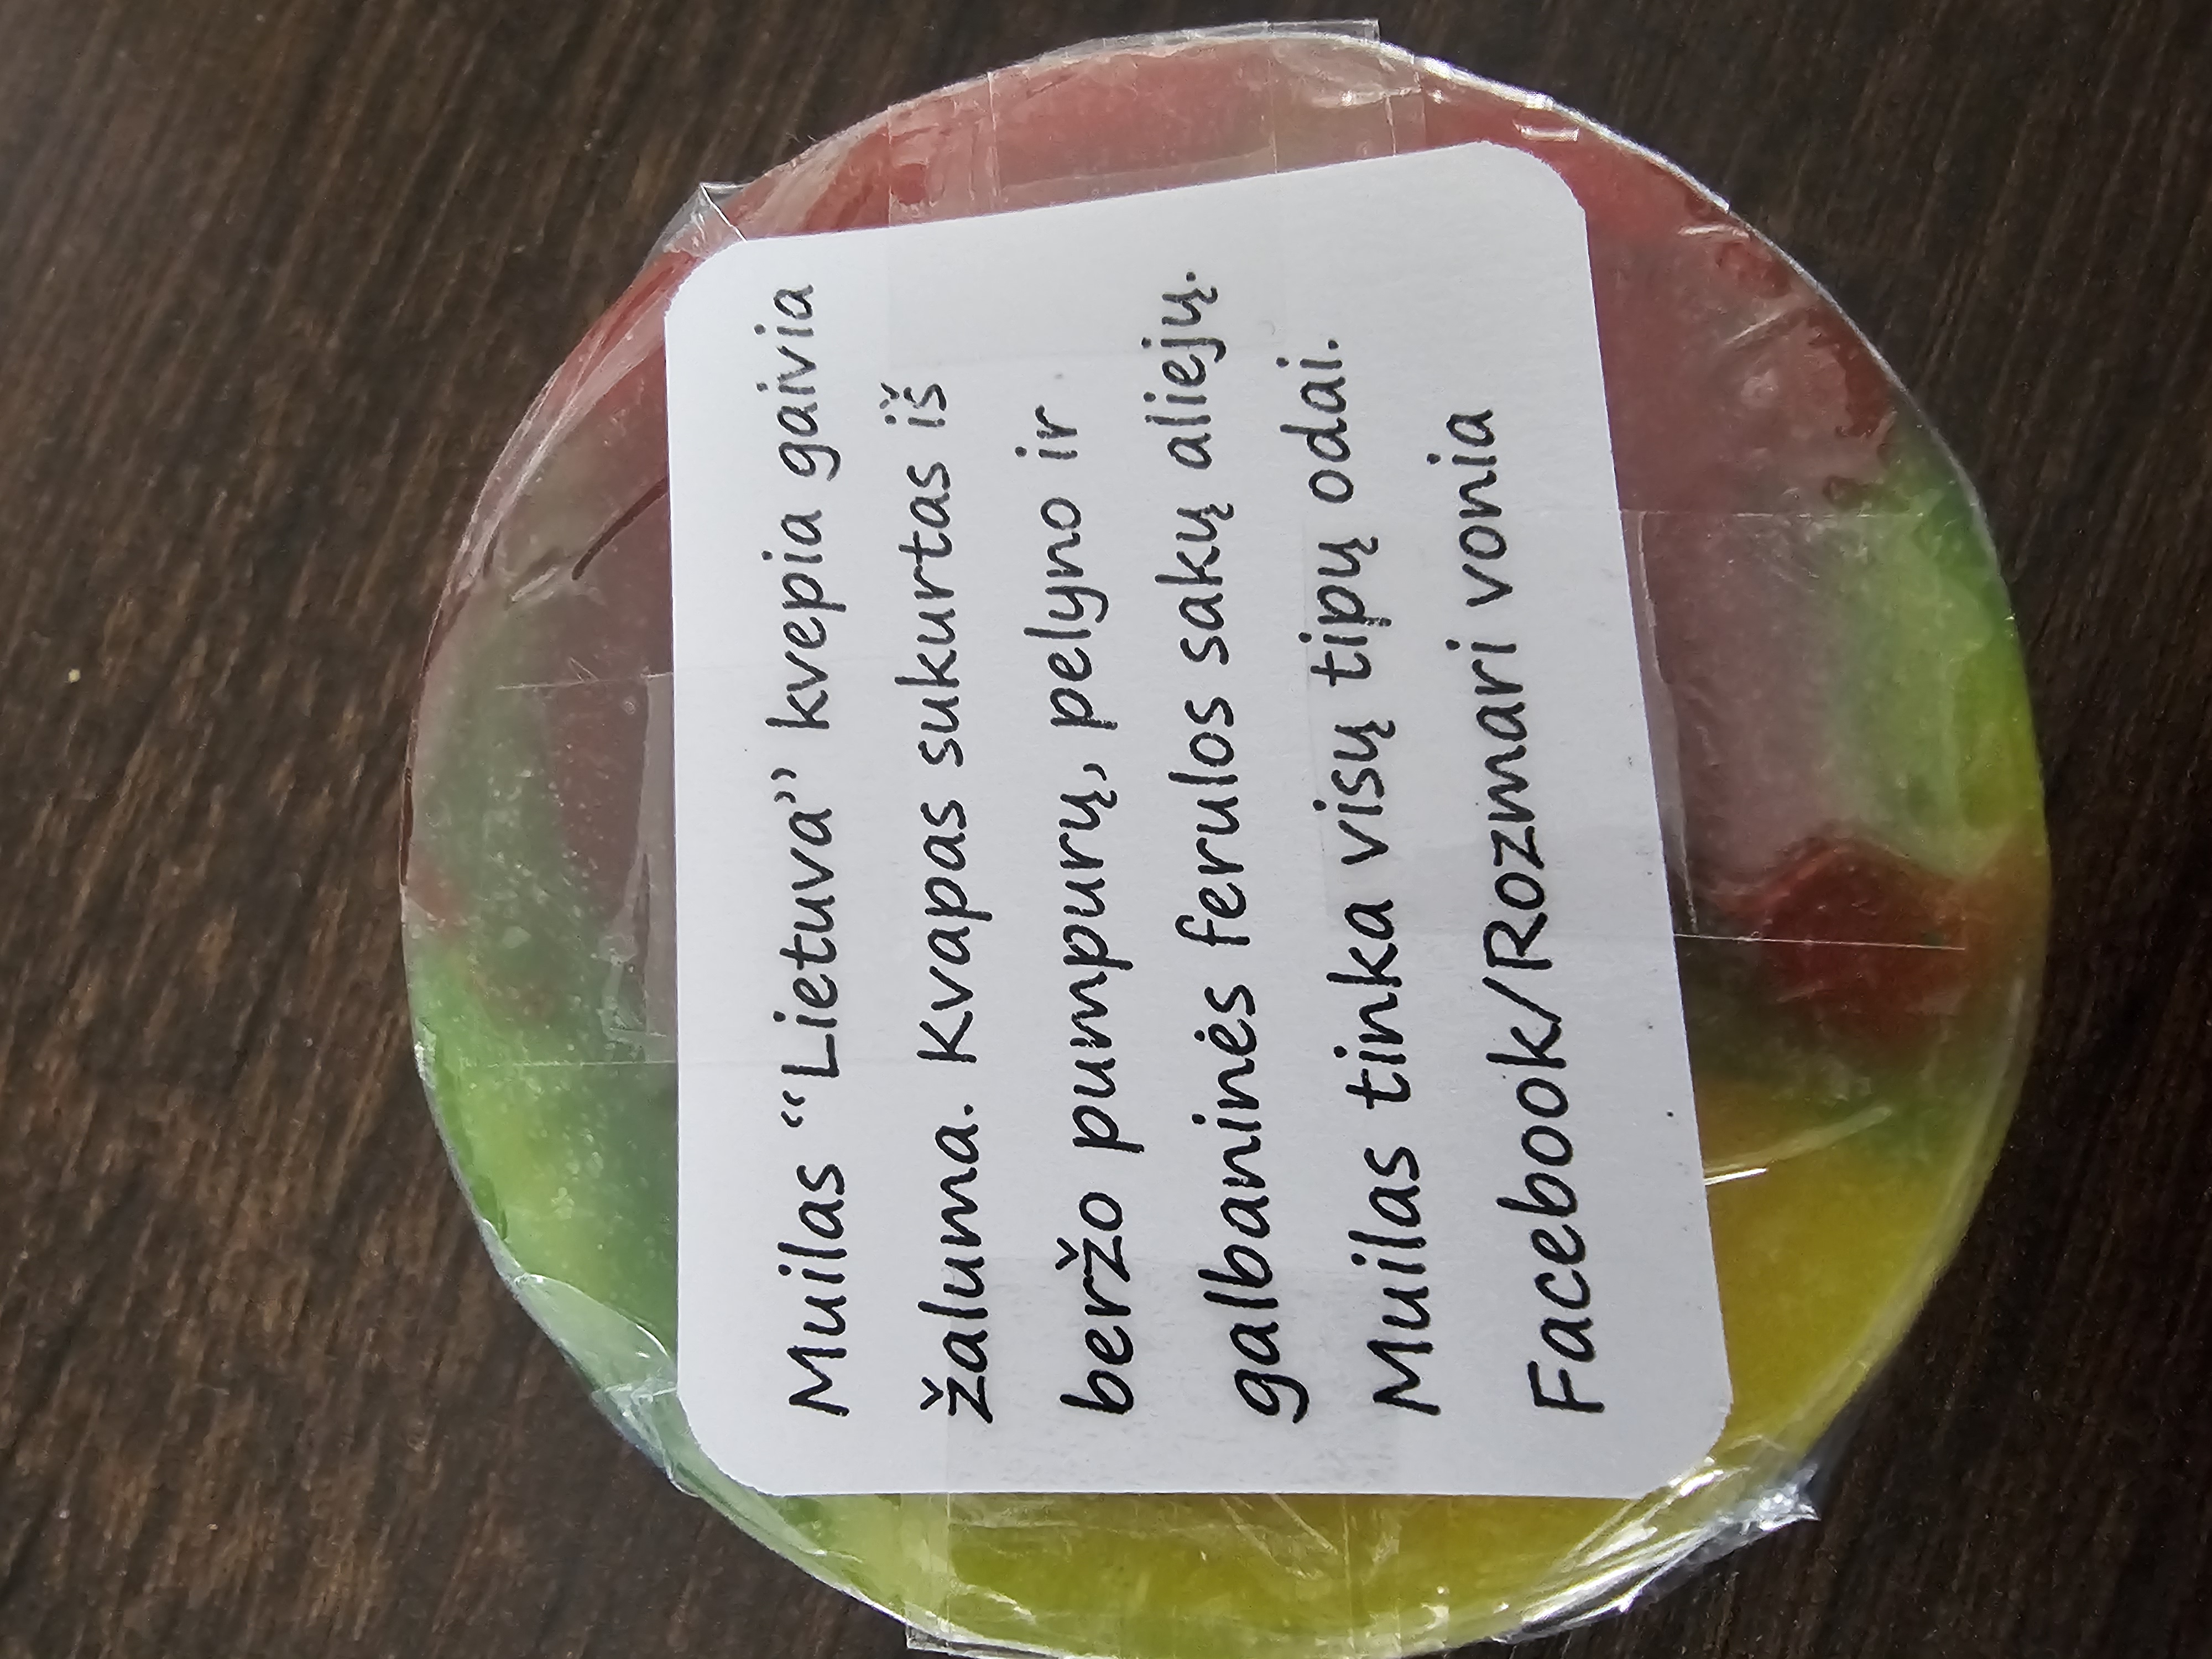 Muilas “Lietuva” kvepia gaivia
žaluma. Kvapas sukurtas iš
beržo pumpurų, pelyno ir
galbaninės ferulos sakų aliejų.
Muilas tinka visų tipų odai.
Facebook/Rozmari vonia